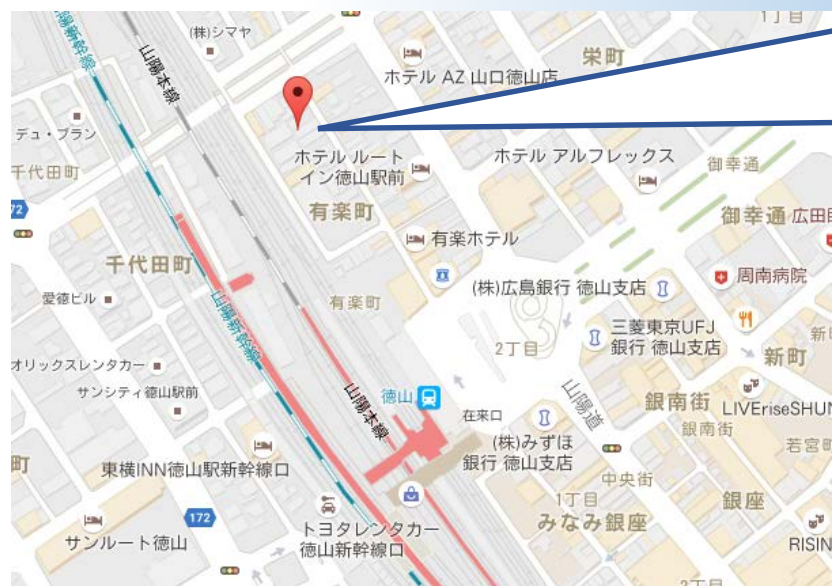 1丁目
(株)シマヤ
栄町
山陽新幹線
山陽本線
ホテル AZ 山口徳山店
デュ・プラン
千代田町
ホテル ルート
イン徳山駅前
ホテル アルフレックス
御幸通
有楽町
御幸通
広田
172
千代田町
有楽ホテル
周南病院
愛德ビル
有楽町
(株)広島銀行 徳山支店
三菱東京UFJ
銀行 徳山支店
2丁目
新町
オリックスレンタカー
サンシティ徳山駅前
山陽新幹線
山陽本線
徳山
在来口
山陽道
銀南街
LIVEriseSHUN
銀南街
若宮町
(株)みずほ
銀行 徳山支店
町
東横INN徳山駅新幹線口
中央街
1丁目
みなみ銀座
銀座
172
サンルート徳山
トヨタレンタカー
徳山新幹線口
RISIN
2丁目